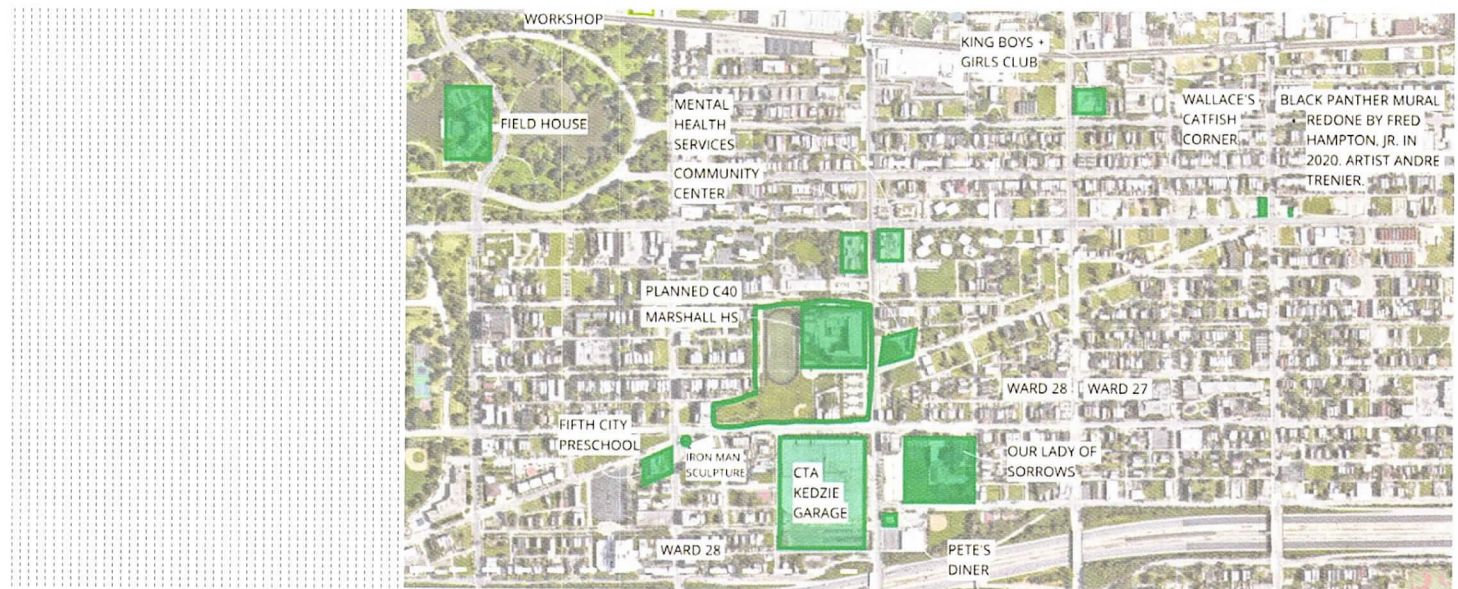 WORKSHOP
KING BOYS +
GIRLS CLUB
MENTAL
HEALTH
SERVICES
COMMUNITY
CENTER
WALLACE'S
CATFISH
CORNER
BLACK PANTHER MURAL
REDONE BY FRED
HAMPTON, JR. IN
2020. ARTIST ANDRE
TRENIER.
FIELD HOUSE
PLANNED C40
MARSHALL HS
WARD 28
WARD 27
FIFTH CITY
PRESCHOOL
IRON MAN
SCULPTURE
CTA
KEDZIE
GARAGE
OUR LADY OF
SORROWS
WARD 28
PETE'S
DINER